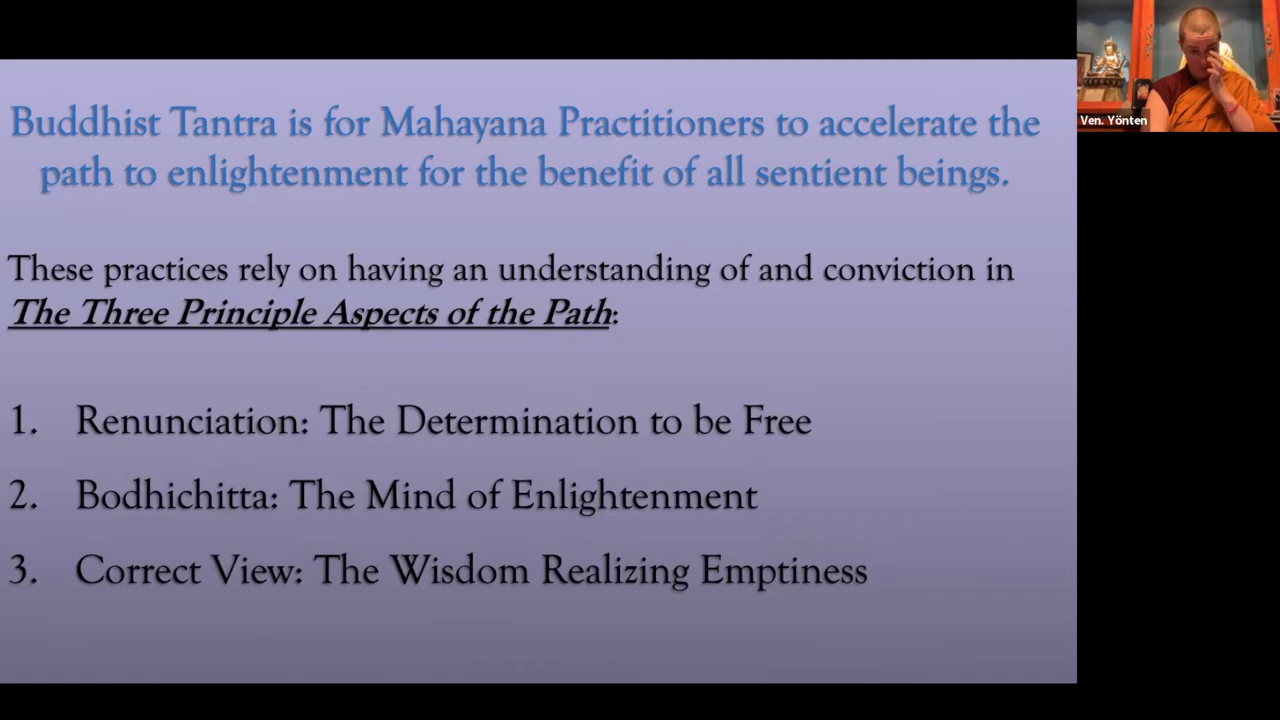 Buddhist Tantra is for Mahayana Practitioners to accelerate the
path to enlightenment for the benefit of all sentient beings.
These practices rely on having an understanding of and conviction in
The Three Principle Aspects of the Path:
1. Renunciation: The Determination to be Free
2. Bodhichitta: The Mind of Enlightenment
3. Correct View: The Wisdom Realizing Emptiness
Ven. Yönten